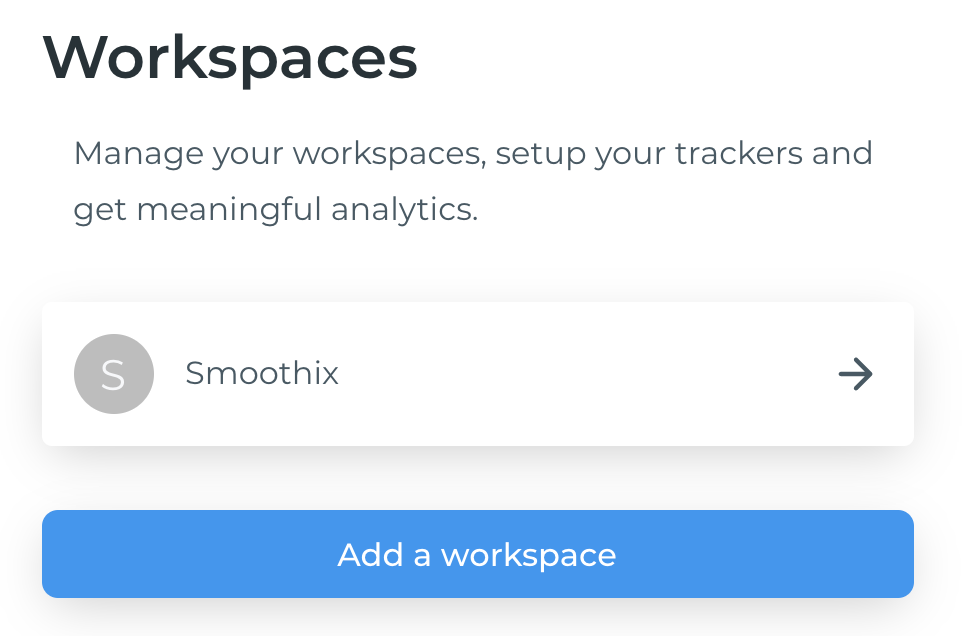 Workspaces
Manage your workspaces, setup your trackers and
get meaningful analytics.
S
Smoothix
Add a workspace